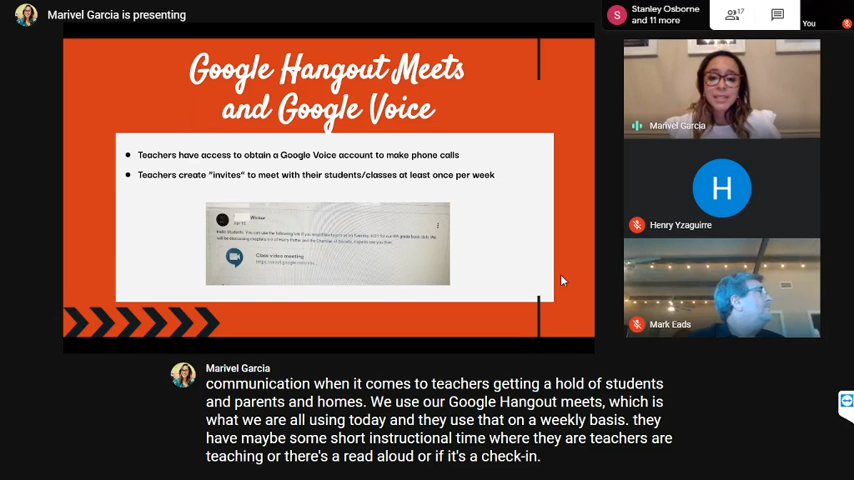 Marivel Garcia is presenting
Stanley Osborne
and 11 more
S
17
You
Google Hangout Meets
and Google Voice
Teachers have access to obtain a Google Voice account to make phone calls
Teachers create "invites" to meet with their students/classes at least once per week
Class video meeting
Marivel Garcia
H
Henry Yzaguirre
Mark Eads
Marivel Garcia
communication when it comes to teachers getting a hold of students
and parents and homes. We use our Google Hangout meets, which is
what we are all using today and they use that on a weekly basis. they
have maybe some short instructional time where they are teachers are
teaching or there's a read aloud or if it's a check-in.